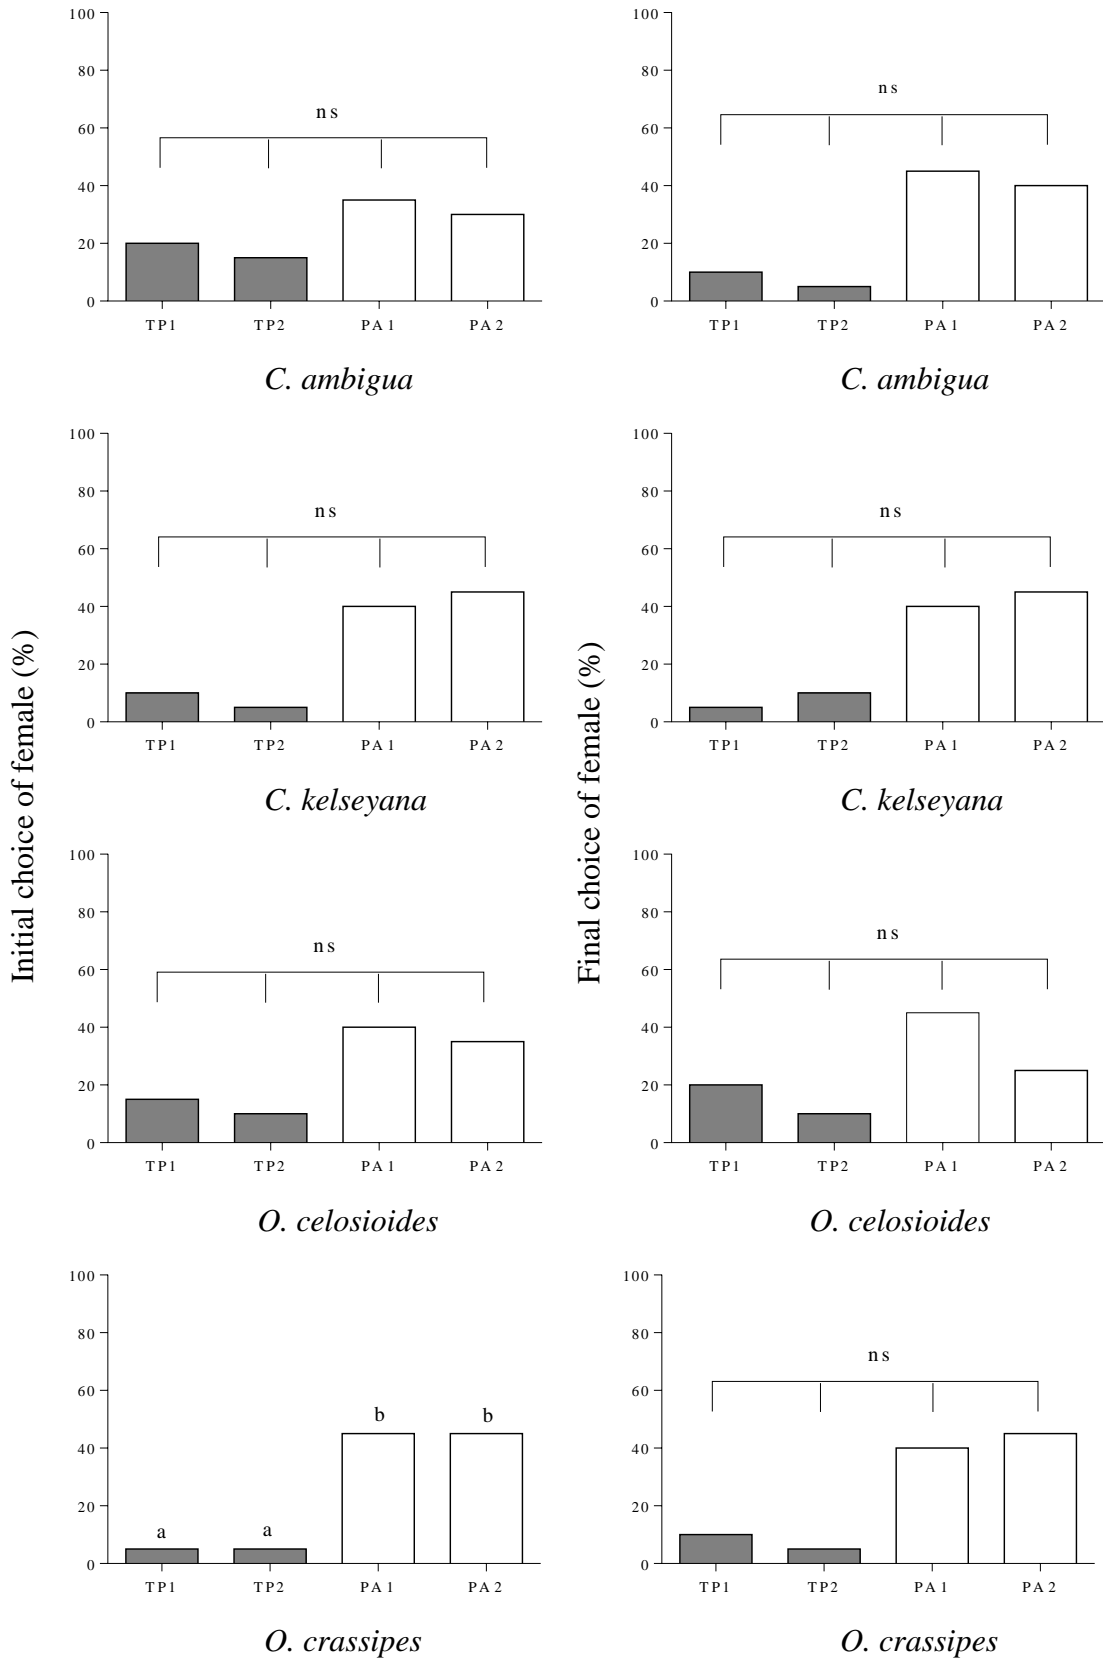 Initial choice of female (%)
100
80
60
40
20
0
ns
TP1 TP2 PA1 PA2
C. ambigua
100
80
60
40
20
0
ns
TP1 TP2 PA1 PA2
C. kelseyana
100
80
60
40
20
0
ns
TP1 TP2 PA1 PA2
O. celosioides
100
80
60
40
20
0
a a b b
TP1 TP2 PA1 PA2
O. crassipes
Final choice of female (%)
100
80
60
40
20
0
ns
TP1 TP2 PA1 PA2
C. ambigua
100
80
60
40
20
0
ns
TP1 TP2 PA1 PA2
C. kelseyana
100
80
60
40
20
0
ns
TP1 TP2 PA1 PA2
O. celosioides
100
80
60
40
20
0
ns
TP1 TP2 PA1 PA2
O. crassipes